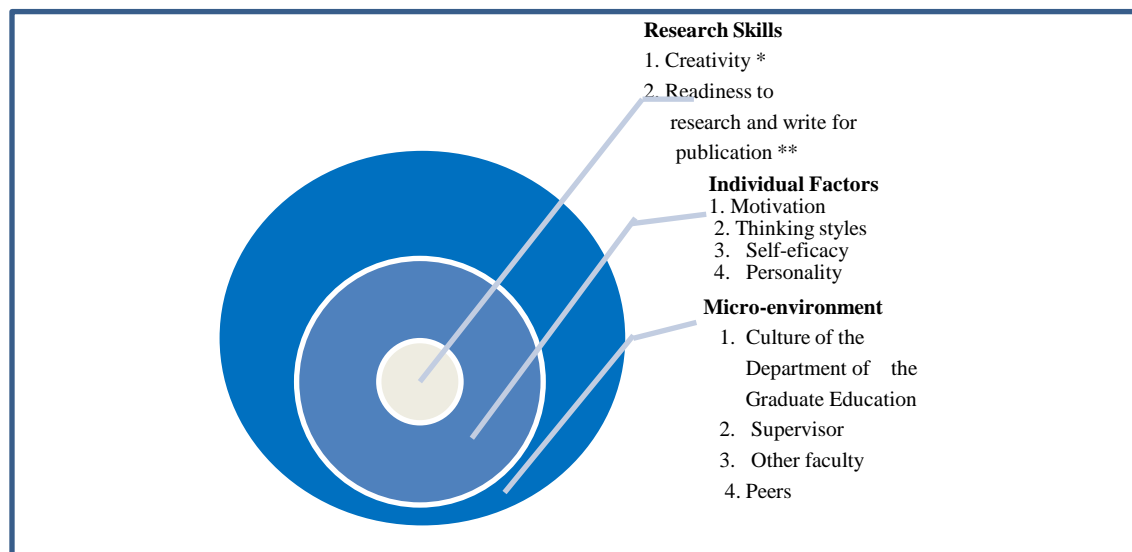 Research Skills
1. Creativity *
2. Readiness to
research and write for
publication **
Individual Factors
1. Motivation
2. Thinking styles
3. Self-eficacy
4. Personality
Micro-environment
1. Culture of the
Department of the
Graduate Education
2. Supervisor
3. Other faculty
4. Peers